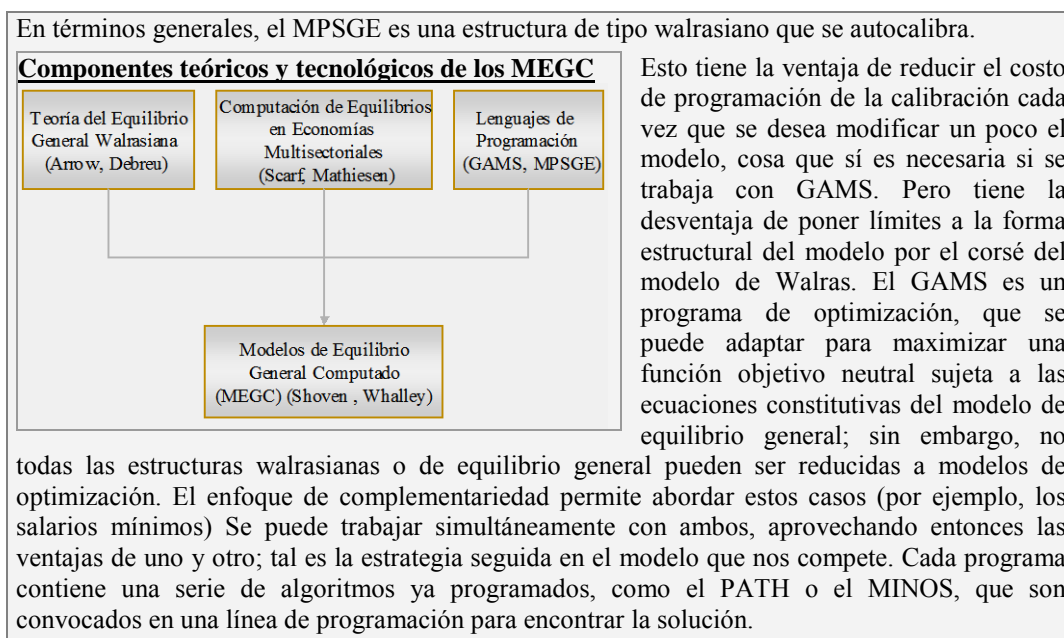 En términos generales, el MPSGE es una estructura de tipo walrasiano que se autocalibra.
Componentes teóricos y tecnológicos de los MEGC
Teoría del Equilibrio
General Walrasiana
(Arrow, Debreu)
Computación de Equilibrios
en Economías
Multisectoriales
(Scarf, Mathiesen)
Lenguajes de
Programación
(GAMS, MPSGE)
Modelos de Equilibrio
General Computado
(MEGC) (Shoven , Whalley)
Esto tiene la ventaja de reducir el costo
de programación de la calibración cada
vez que se desea modificar un poco el
modelo, cosa que sí es necesaria si se
trabaja con GAMS. Pero tiene la
desventaja de poner límites a la forma
estructural del modelo por el corsé del
modelo de Walras. El GAMS es un
programa de optimización, que se
puede adaptar para maximizar una
función objetivo neutral sujeta a las
ecuaciones constitutivas del modelo de
equilibrio general; sin embargo, no
todas las estructuras walrasianas o de equilibrio general pueden ser reducidas a modelos de
optimización. El enfoque de complementariedad permite abordar estos casos (por ejemplo, los
salarios mínimos) Se puede trabajar simultáneamente con ambos, aprovechando entonces las
ventajas de uno y otro; tal es la estrategia seguida en el modelo que nos compete. Cada programa
contiene una serie de algoritmos ya programados, como el PATH o el MINOS, que son
convocados en una línea de programación para encontrar la solución.